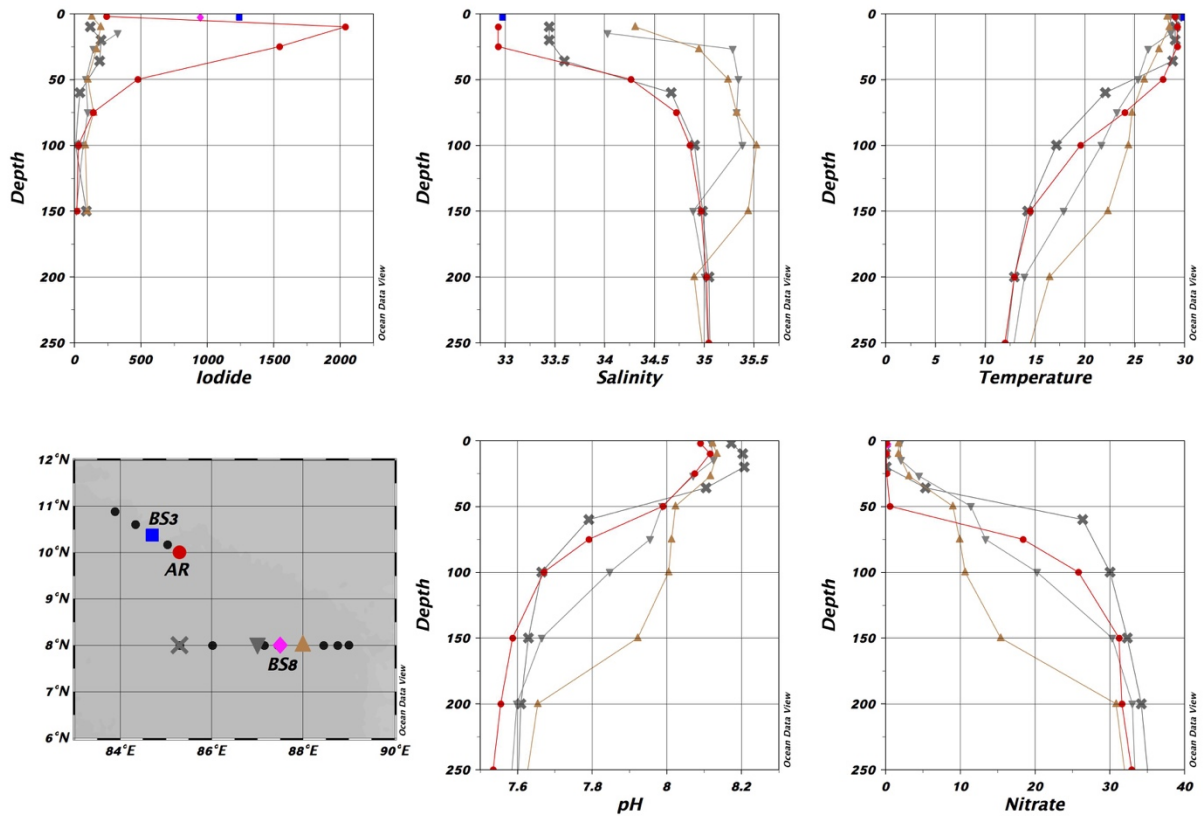 0
50
100
150
200
250
Depth
0 500 1000 1500 2000
Iodide
Ocean Data View
0
50
100
150
200
250
Depth
33 33.5 34 34.5 35 35.5
Salinity
Ocean Data View
0
50
100
150
200
250
Depth
0 5 10 15 20 25 30
Temperature
Ocean Data View
12°N
11°N
10°N
9°N
8°N
7°N
6°N
BS3
AR
BS8
84°E 86°E 88°E 90°E
Ocean Data View
0
50
100
150
200
250
Depth
7.6 7.8 8 8.2
pH
Ocean Data View
0
50
100
150
200
250
Depth
0 10 20 30 40
Nitrate
Ocean Data View